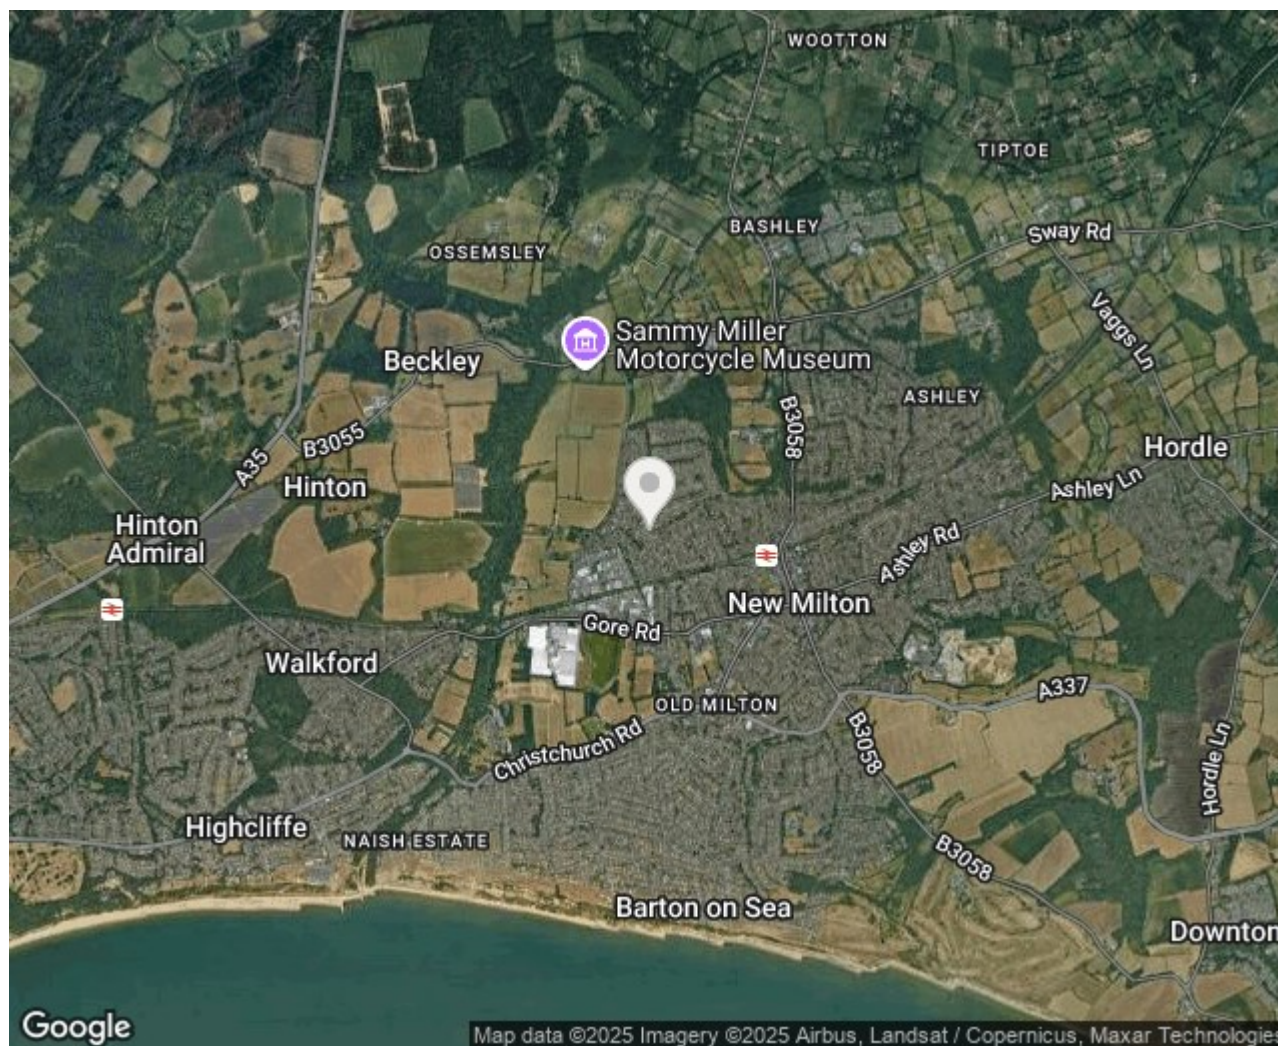 WOOTTON
TIPTOE
BASHLEY
Sway Rd
OSSEMSLEY
Vaggs Ln
Sammy Miller
Motorcycle Museum
Beckley
ASHLEY
B3058
B3055
A35
Hordle
Hinton
Ashley Ln
Hinton
Admiral
Ashley Rd
New Milton
Gore Rd
Walkford
A337
OLD MILTON
Christchurch Rd
B3058
Hordle Ln
Highcliffe
NAISH ESTATE
B3058
Barton on Sea
Downton
Google
Map data ©2025 Imagery ©2025 Airbus, Landsat / Copernicus, Maxar Technologies